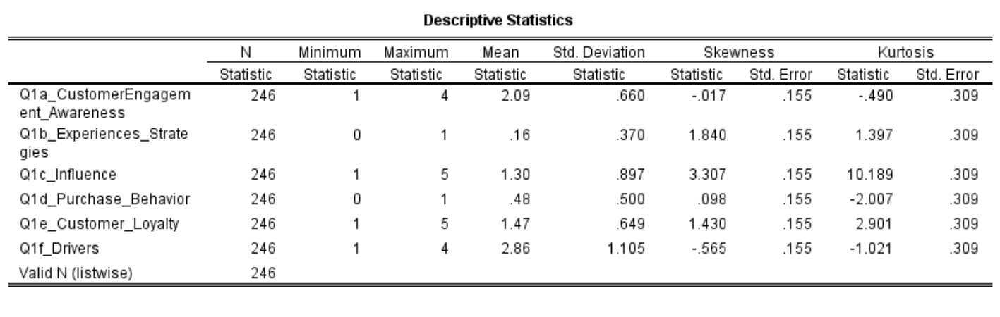 Descriptive Statistics
N Minimum Maximum Mean Std. Deviation Skewness Kurtosis
Statistic Statistic Statistic Statistic Statistic Statistic Std. Error Statistic Std. Error
Q1a_CustomerEngagem 246 1 4 2.09 .660 -.017 .155 -.490 .309
ent_Awareness
Q1b_Experiences_Strate 246 0 1 .16 .370 1.840 .155 1.397 .309
gies
Q1c_Influence 246 1 5 1.30 .897 3.307 .155 10.189 .309
Q1d_Purchase_Behavior 246 0 1 .48 .500 .098 .155 -2.007 .309
Q1e_Customer_Loyalty 246 1 5 1.47 .649 1.430 .155 2.901 .309
Q1f_Drivers 246 1 4 2.86 1.105 -.565 .155 -1.021 .309
Valid N (listwise) 246